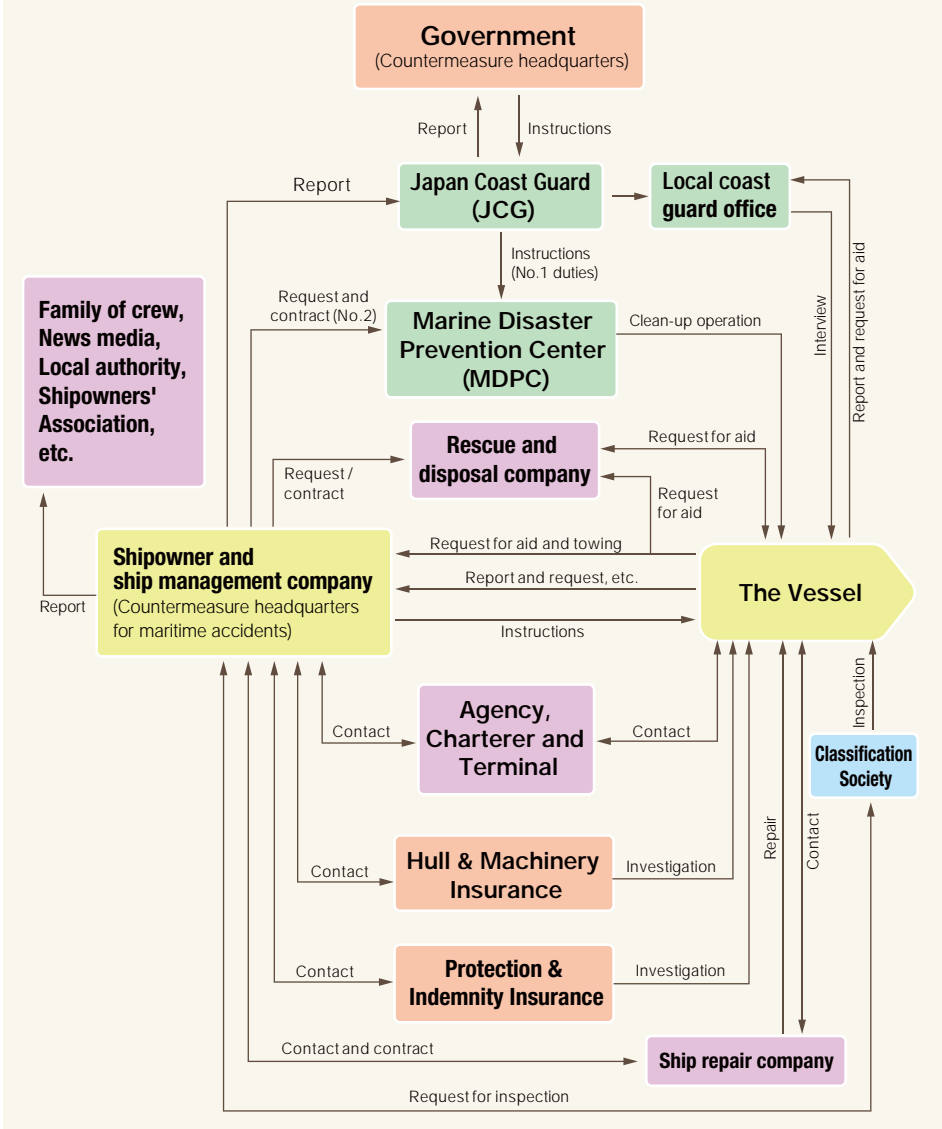 Government
(Countermeasure headquarters)
Report
Instructions
Report
Japan Coast Guard
(JCG)
Local coast
guard office
Instructions
(No.1 duties)
Report and request for aid
Interview
Family of crew,
News media,
Local authority,
Shipowners'
Association,
etc.
Request and
contract (No.2)
Marine Disaster
Prevention Center
(MDPC)
Clean-up operation
Rescue and
disposal company
Request for aid
Request /
contract
Request
for aid
Shipowner and
ship management company
(Countermeasure headquarters
for maritime accidents)
Request for aid and towing
Report and request, etc.
The Vessel
Report
Instructions
Agency,
Charterer and
Terminal
Contact
Contact
Inspection
Classification
Society
Repair
Contact
Hull & Machinery
Insurance
Contact
Investigation
Protection &
Indemnity Insurance
Contact
Investigation
Contact and contract
Ship repair company
Request for inspection